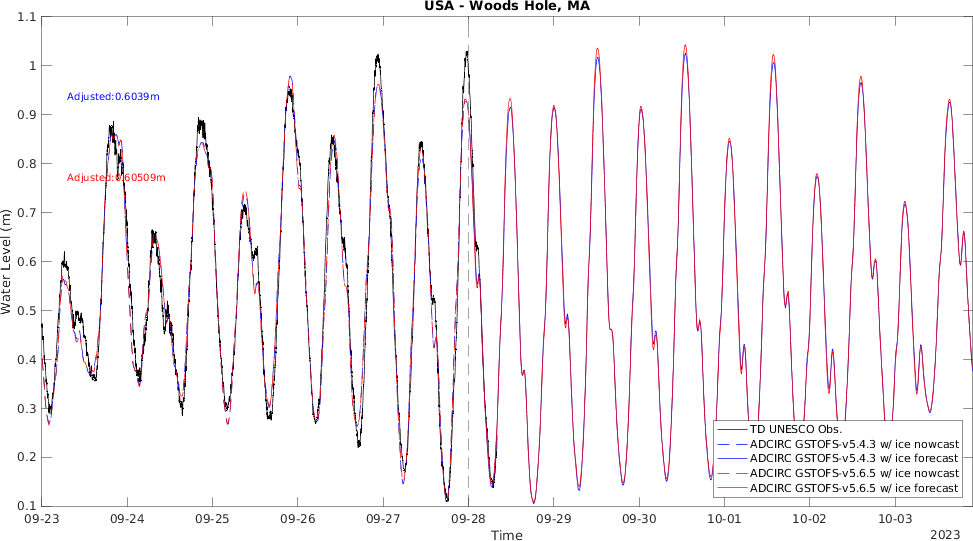 USA - Woods Hole, MA
Water Level (m)
1.1
1
0.9
0.8
0.7
0.6
0.5
0.4
0.3
0.2
0.1
Adjusted:0.6039m
Adjusted:0.60509m
TD UNESCO Obs.
ADCIRC GSTOFS-v5.4.3 w/ ice nowcast
ADCIRC GSTOFS-v5.4.3 w/ ice forecast
ADCIRC GSTOFS-v5.6.5 w/ ice nowcast
ADCIRC GSTOFS-v5.6.5 w/ ice forecast
09-23 09-24 09-25 09-26 09-27 09-28 09-29 09-30 10-01 10-02 10-03
Time
2023